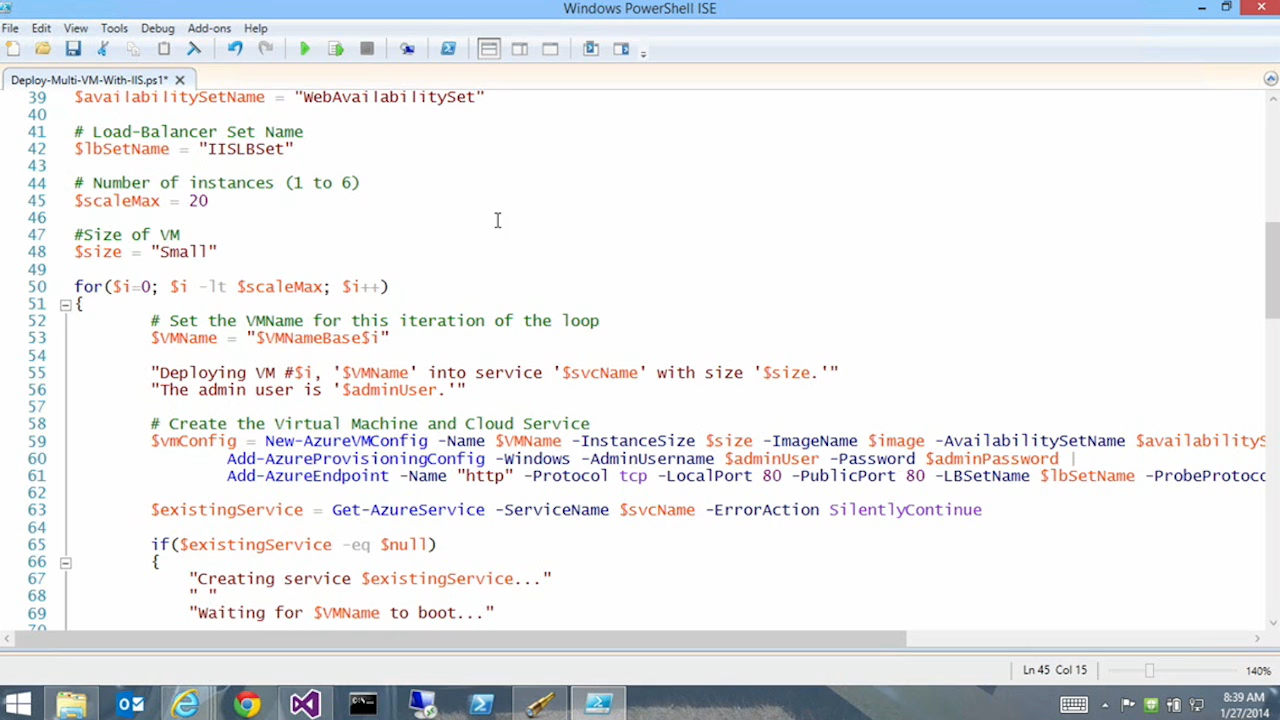 Windows PowerShell ISE
File Edit View Tools Debug Add-ons Help
Deploy-Multi-VM-With-IIS.ps1*
39 $availabilitySetName = "WebAvailabilitySet"
40
41 # Load-Balancer Set Name
42 $lbSetName = "IISLBSet"
43
44 # Number of instances (1 to 6)
45 $scaleMax = 20
46
47 #Size of VM
48 $size = "Small"
49
50 for($i=0; $i -lt $scaleMax; $i++)
51 {
52 # Set the VMName for this iteration of the loop
53 $VMName = "$VMNameBase$i"
54
55 "Deploying VM #$i, '$VMName' into service '$svcName' with size '$size.'"
56 "The admin user is '$adminUser.'"
57
58 # Create the Virtual Machine and Cloud Service
59 $vmConfig = New-AzureVMConfig -Name $VMName -InstanceSize $size -ImageName $image -AvailabilitySetName $availabilityS
60 Add-AzureProvisioningConfig -Windows -AdminUsername $adminUser -Password $adminPassword |
61 Add-AzureEndpoint -Name "http" -Protocol tcp -LocalPort 80 -PublicPort 80 -LBSetName $lbSetName -ProbeProtoco
62
63 $existingService = Get-AzureService -ServiceName $svcName -ErrorAction SilentlyContinue
64
65 if($existingService -eq $null)
66 {
67 "Creating service $existingService..."
68 " "
69 "Waiting for $VMName to boot..."
70
Ln 45 Col 15 140%
8:39 AM
1/27/2014